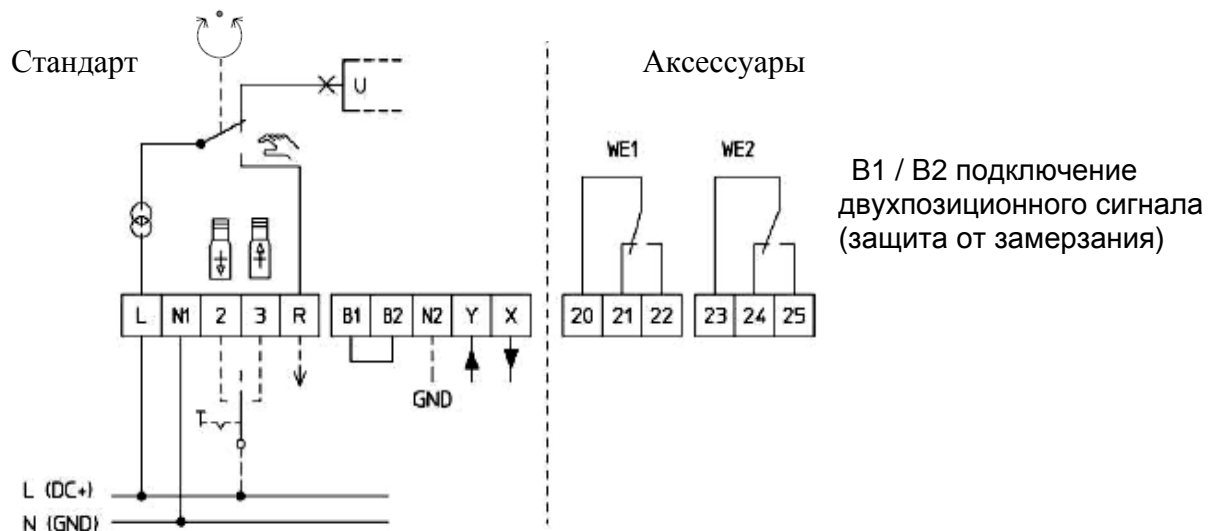 Стандарт
Аксессуары
U
WE1 WE2
B1 / B2 подключение
двухпозиционного сигнала
(защита от замерзания)
L N1 2 3 R B1 B2 N2 Y X 20 21 22 23 24 25
GND
T
L (DC+)
N (GND)